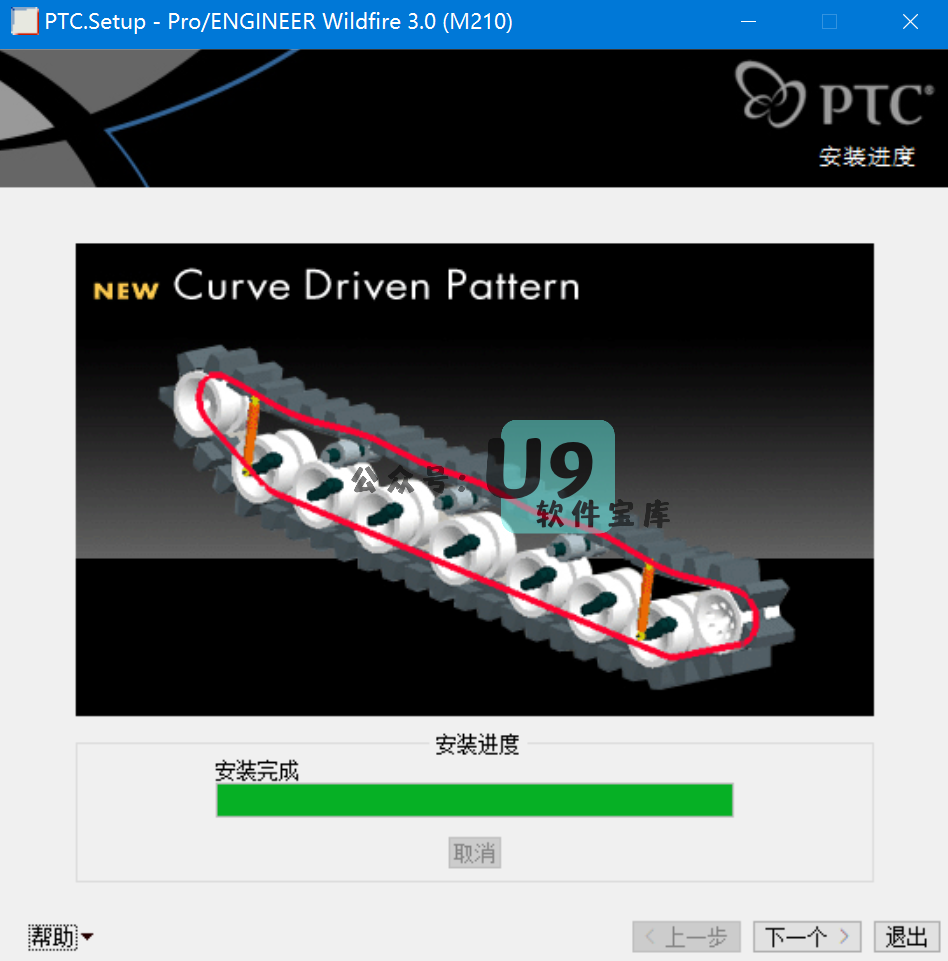 PTC.Setup - Pro/ENGINEER Wildfire 3.0 (M210)
PTC®
安装进度
NEW Curve Driven Pattern
公众号: U9
软件宝库
安装进度
安装完成
取消
帮助
上一步 下一个 退出